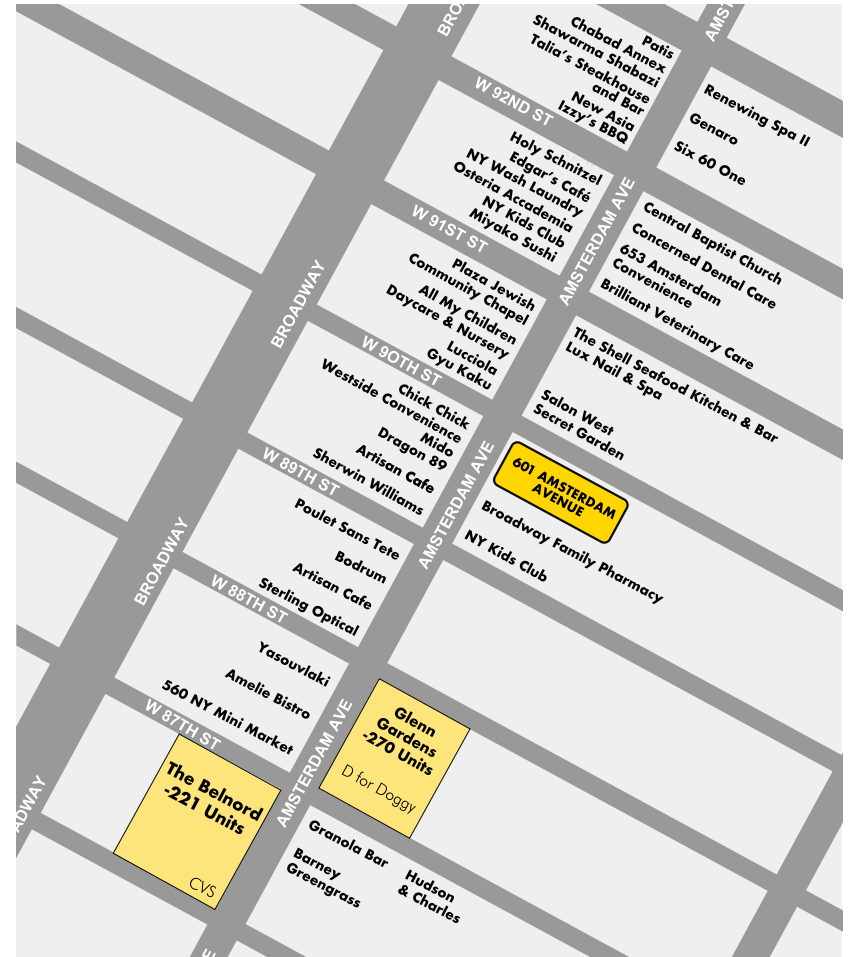 BRO
AMS
Patis
Chabad Annex
Shawarma Shabazi
Talia's Steakhouse
and Bar
New Asia
Izzy's BBQ
Renewing Spa II
Genaro
Six 60 One
W 92ND ST
Holy Schnitzel
Edgar's Café
NY Wash Laundry
Osteria Accademia
NY Kids Club
Miyako Sushi
AMSTERDAM AVE
Central Baptist Church
Concerned Dental Care
653 Amsterdam
Convenience
Brilliant Veterinary Care
W 91ST ST
BROADWAY
Plaza Jewish
Community Chapel
All My Children
Daycare & Nursery
Lucciola
Gyu Kaku
The Shell Seafood Kitchen & Bar
Lux Nail & Spa
Salon West
Secret Garden
W 90TH ST
Chick Chick
Westside Convenience
Mido
Dragon 89
Artisan Cafe
Sherwin Williams
AMSTERDAM AVE
601 AMSTERDAM
AVENUE
Broadway Family Pharmacy
NY Kids Club
W 89TH ST
BROADWAY
Poulet Sans Tete
Bodrum
Artisan Cafe
Sterling Optical
W 88TH ST
Yasouvlaki
Amelie Bistro
560 NY Mini Market
AMSTERDAM AVE
Glenn
Gardens
-270 Units
D for Doggy
W 87TH ST
The Belnord
-221 Units
CVS
ADWAY
Granola Bar
Barney
Greengrass
Hudson
& Charles